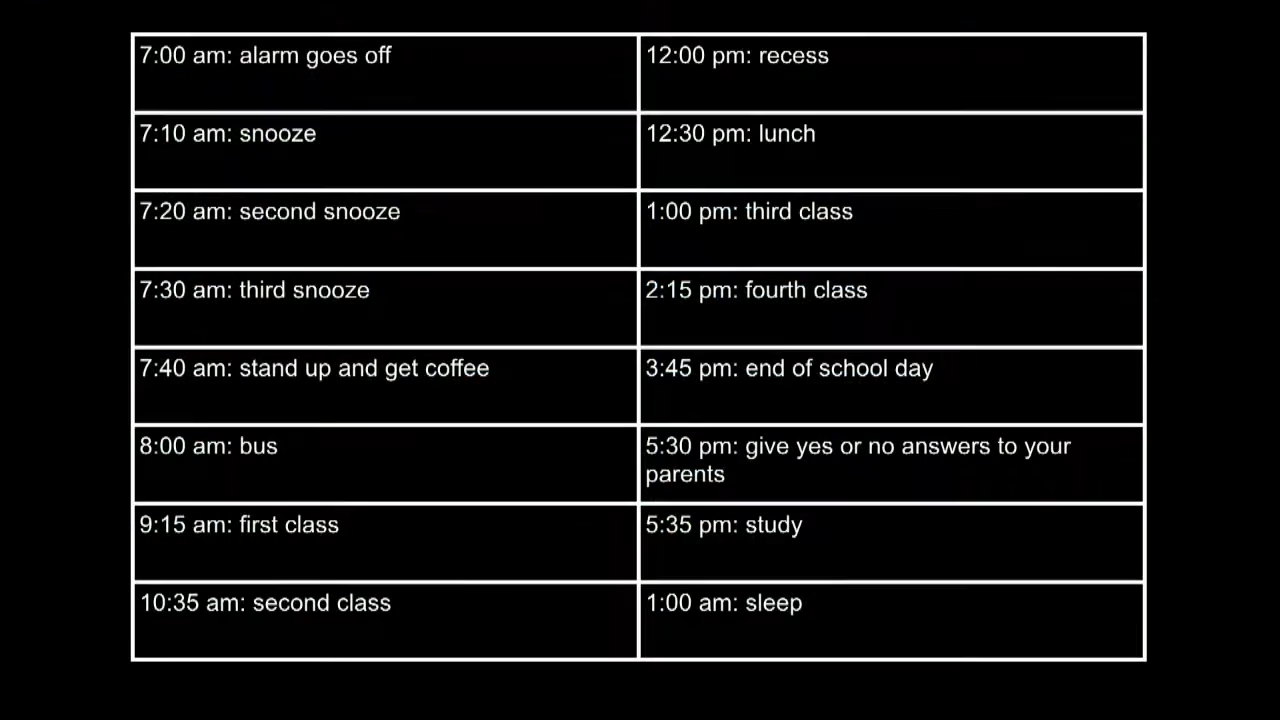 7:00 am: alarm goes off
7:10 am: snooze
7:20 am: second snooze
7:30 am: third snooze
7:40 am: stand up and get coffee
8:00 am: bus
9:15 am: first class
10:35 am: second class
12:00 pm: recess
12:30 pm: lunch
1:00 pm: third class
2:15 pm: fourth class
3:45 pm: end of school day
5:30 pm: give yes or no answers to your
parents
5:35 pm: study
1:00 am: sleep